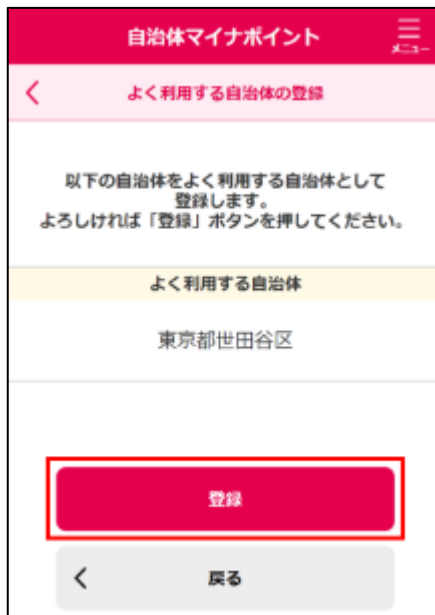 自治体マイナポイント
メニュー
よく利用する自治体の登録
以下の自治体をよく利用する自治体として
登録します。
よろしければ「登録」ボタンを押してください。
よく利用する自治体
東京都世田谷区
登録
戻る